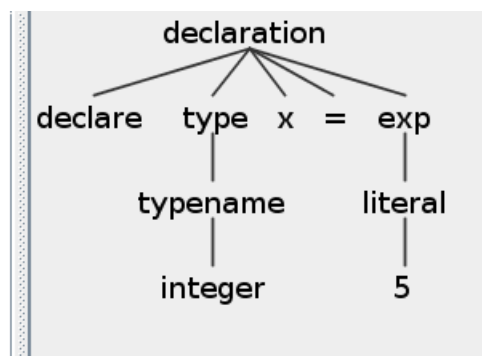 declaration
declare type x = exp
typename literal
integer 5